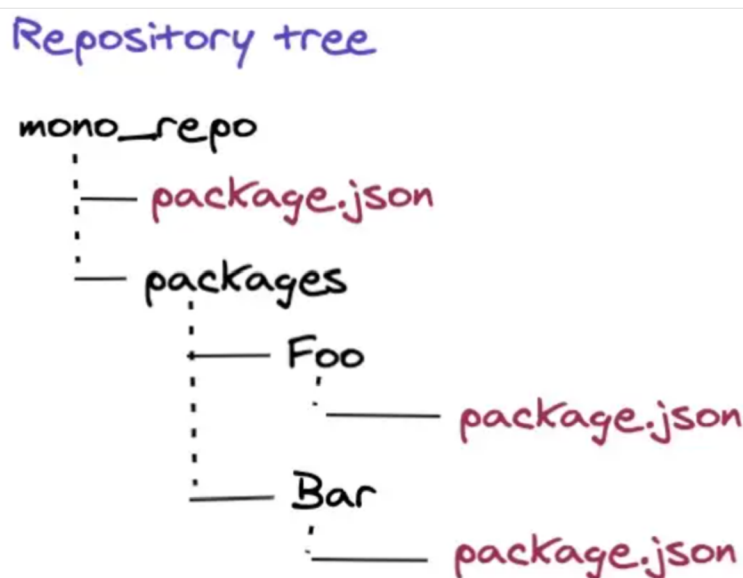 Repository tree
mono_repo
package.json
packages
Foo
package.json
Bar
package.json